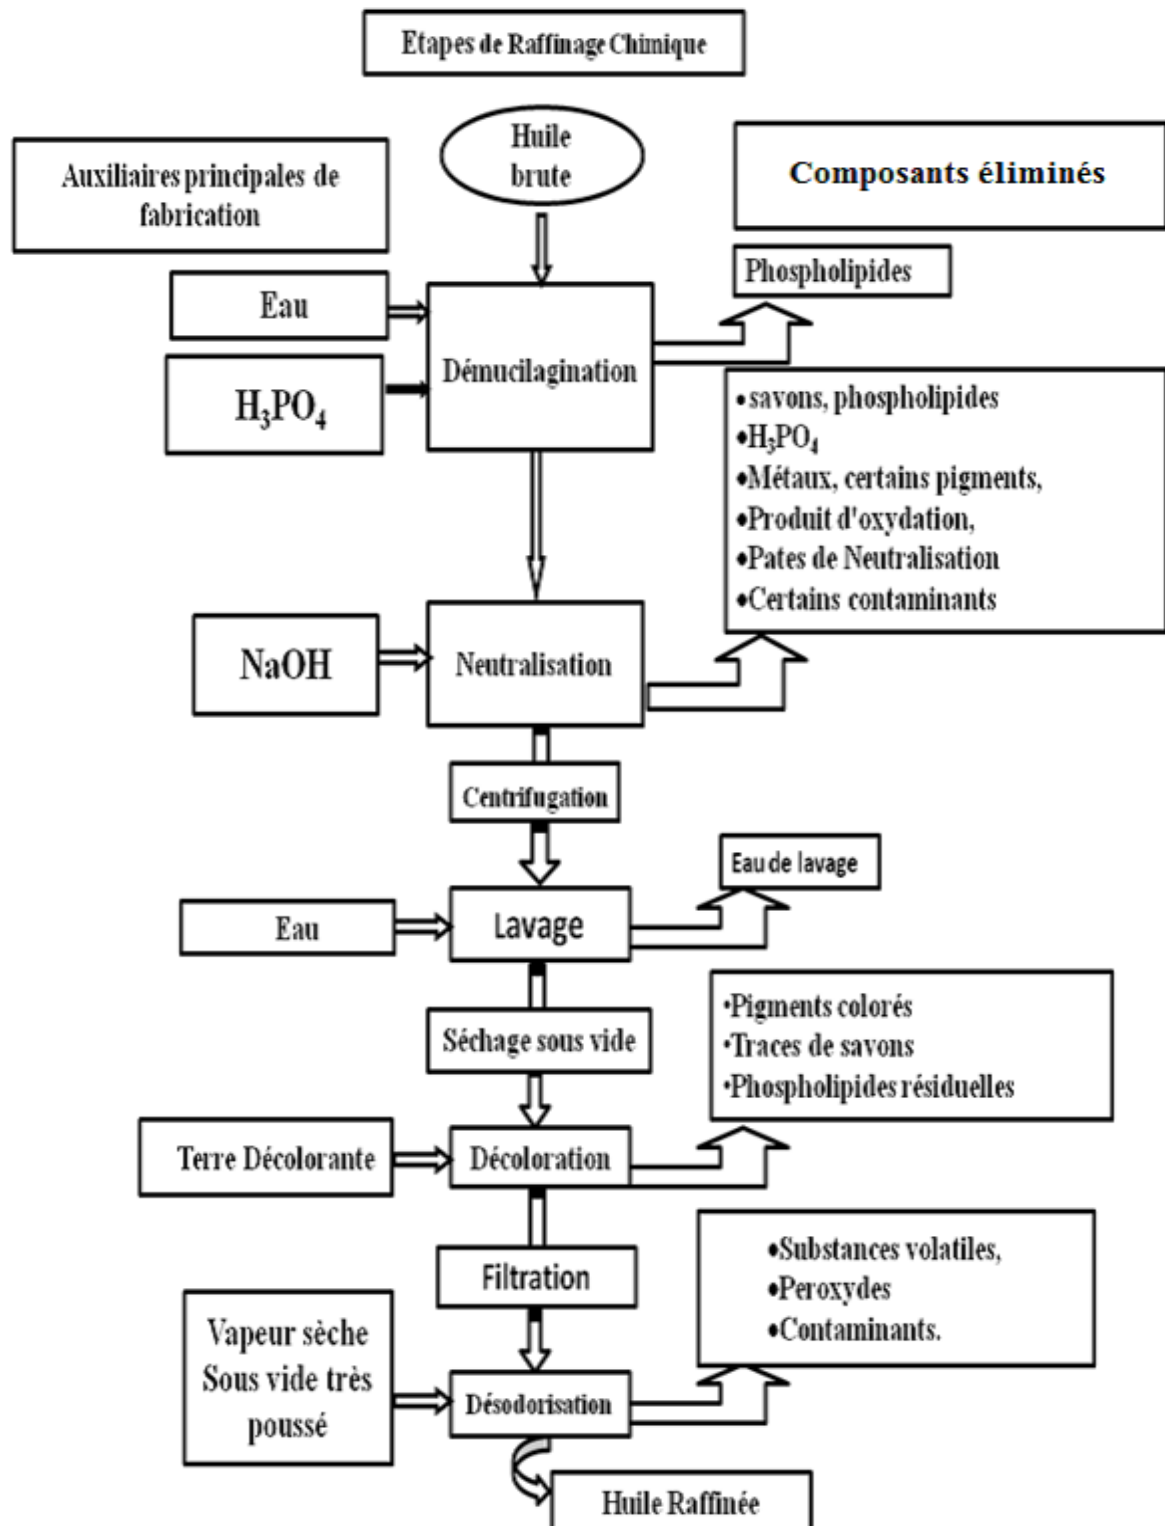 Etapes de Raffinage Chimique
Huile
brute
Auxiliaires principales de
fabrication
Composants éliminés
Eau
H₃PO₄
Démucilagination
Phospholipides
•savons, phospholipides
•H₃PO₄
•Métaux, certains pigments,
•Produit d'oxydation,
•Pates de Neutralisation
•Certains contaminants
NaOH
Neutralisation
Centrifugation
Eau de lavage
Eau
Lavage
Séchage sous vide
•Pigments colorés
•Traces de savons
•Phospholipides résiduelles
Terre Décolorante
Décoloration
Filtration
•Substances volatiles,
•Peroxydes
•Contaminants.
Vapeur sèche
Sous vide très
poussé
Désodorisation
Huile Raffinée